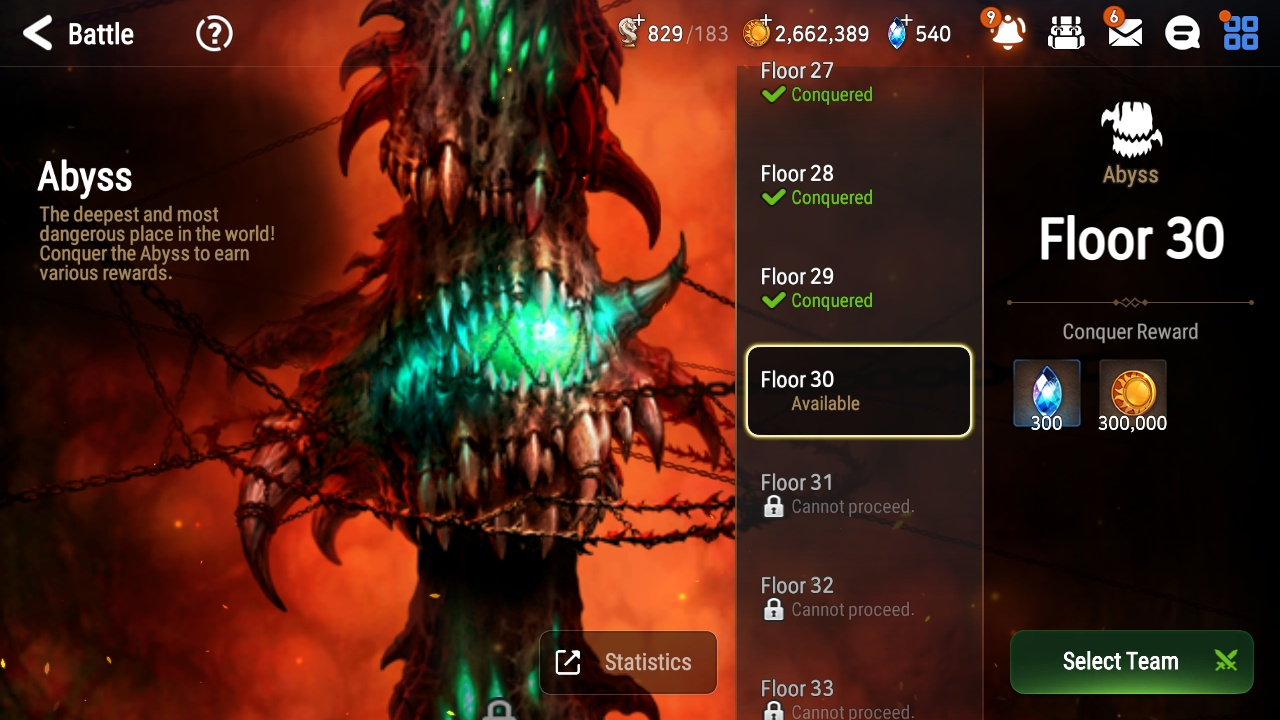 Battle
?
829/183
2,662,389
540
9
6
Abyss
The deepest and most
dangerous place in the world!
Conquer the Abyss to earn
various rewards.
Statistics
Floor 27
Conquered
Floor 28
Conquered
Floor 29
Conquered
Floor 30
Available
Floor 31
Cannot proceed.
Floor 32
Cannot proceed.
Floor 33
Cannot proceed.
Abyss
Floor 30
Conquer Reward
300
300,000
Select Team